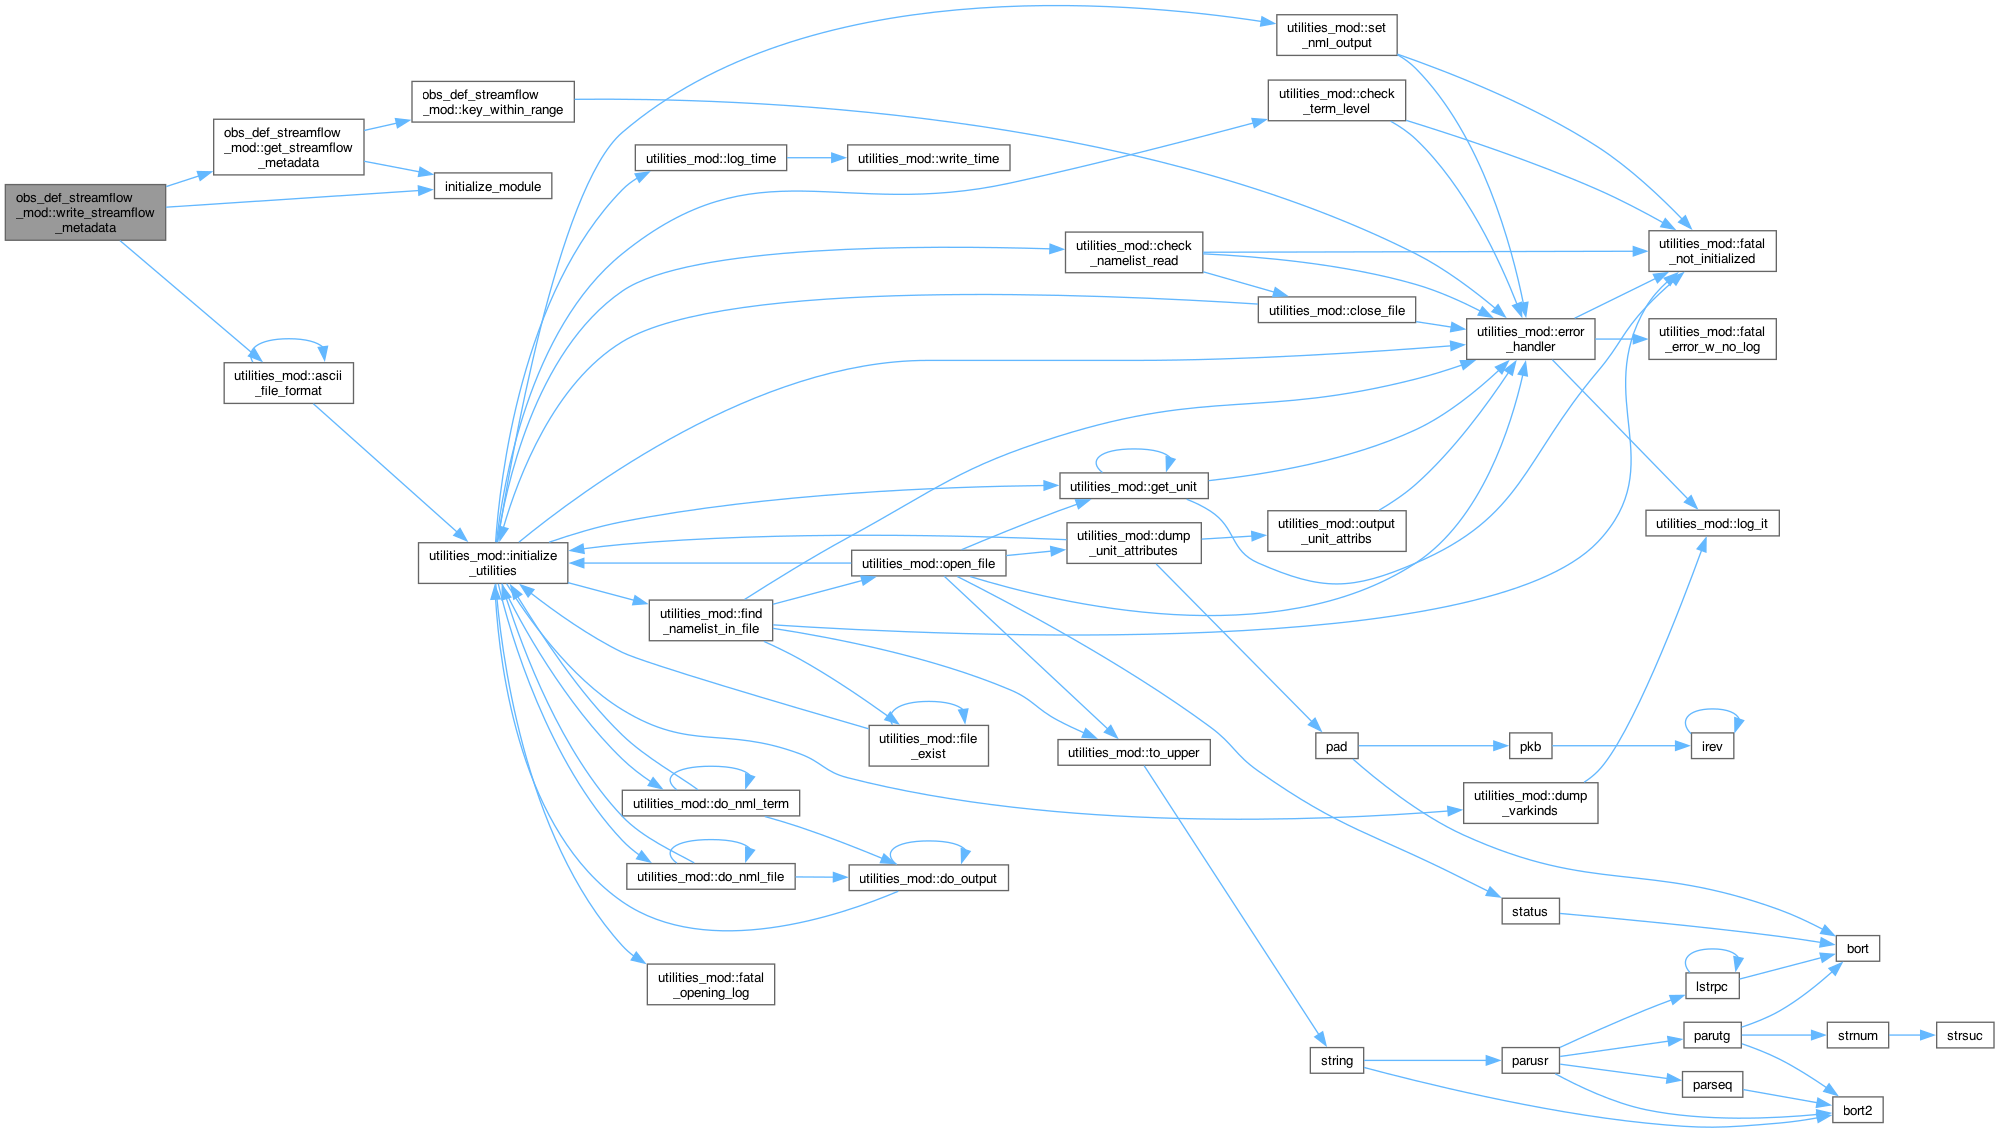 utilities_mod::set
_nml_output
obs_def_streamflow
_mod::key_within_range
utilities_mod::check
_term_level
obs_def_streamflow
_mod::get_streamflow
_metadata
utilities_mod::log_time
utilities_mod::write_time
initialize_module
obs_def_streamflow
_mod::write_streamflow
_metadata
utilities_mod::check
_namelist_read
utilities_mod::fatal
_not_initialized
utilities_mod::close_file
utilities_mod::error
_handler
utilities_mod::fatal
_error_w_no_log
utilities_mod::ascii
_file_format
utilities_mod::get_unit
utilities_mod::log_it
utilities_mod::output
_unit_attribs
utilities_mod::dump
_unit_attributes
utilities_mod::initialize
_utilities
utilities_mod::open_file
utilities_mod::find
_namelist_in_file
utilities_mod::file
_exist
utilities_mod::to_upper
pad
pkb
irev
utilities_mod::do_nml_term
utilities_mod::dump
_varkinds
utilities_mod::do_nml_file
utilities_mod::do_output
status
bort
utilities_mod::fatal
_opening_log
lstrpc
parutg
strnum
strsuc
string
parusr
parseq
bort2